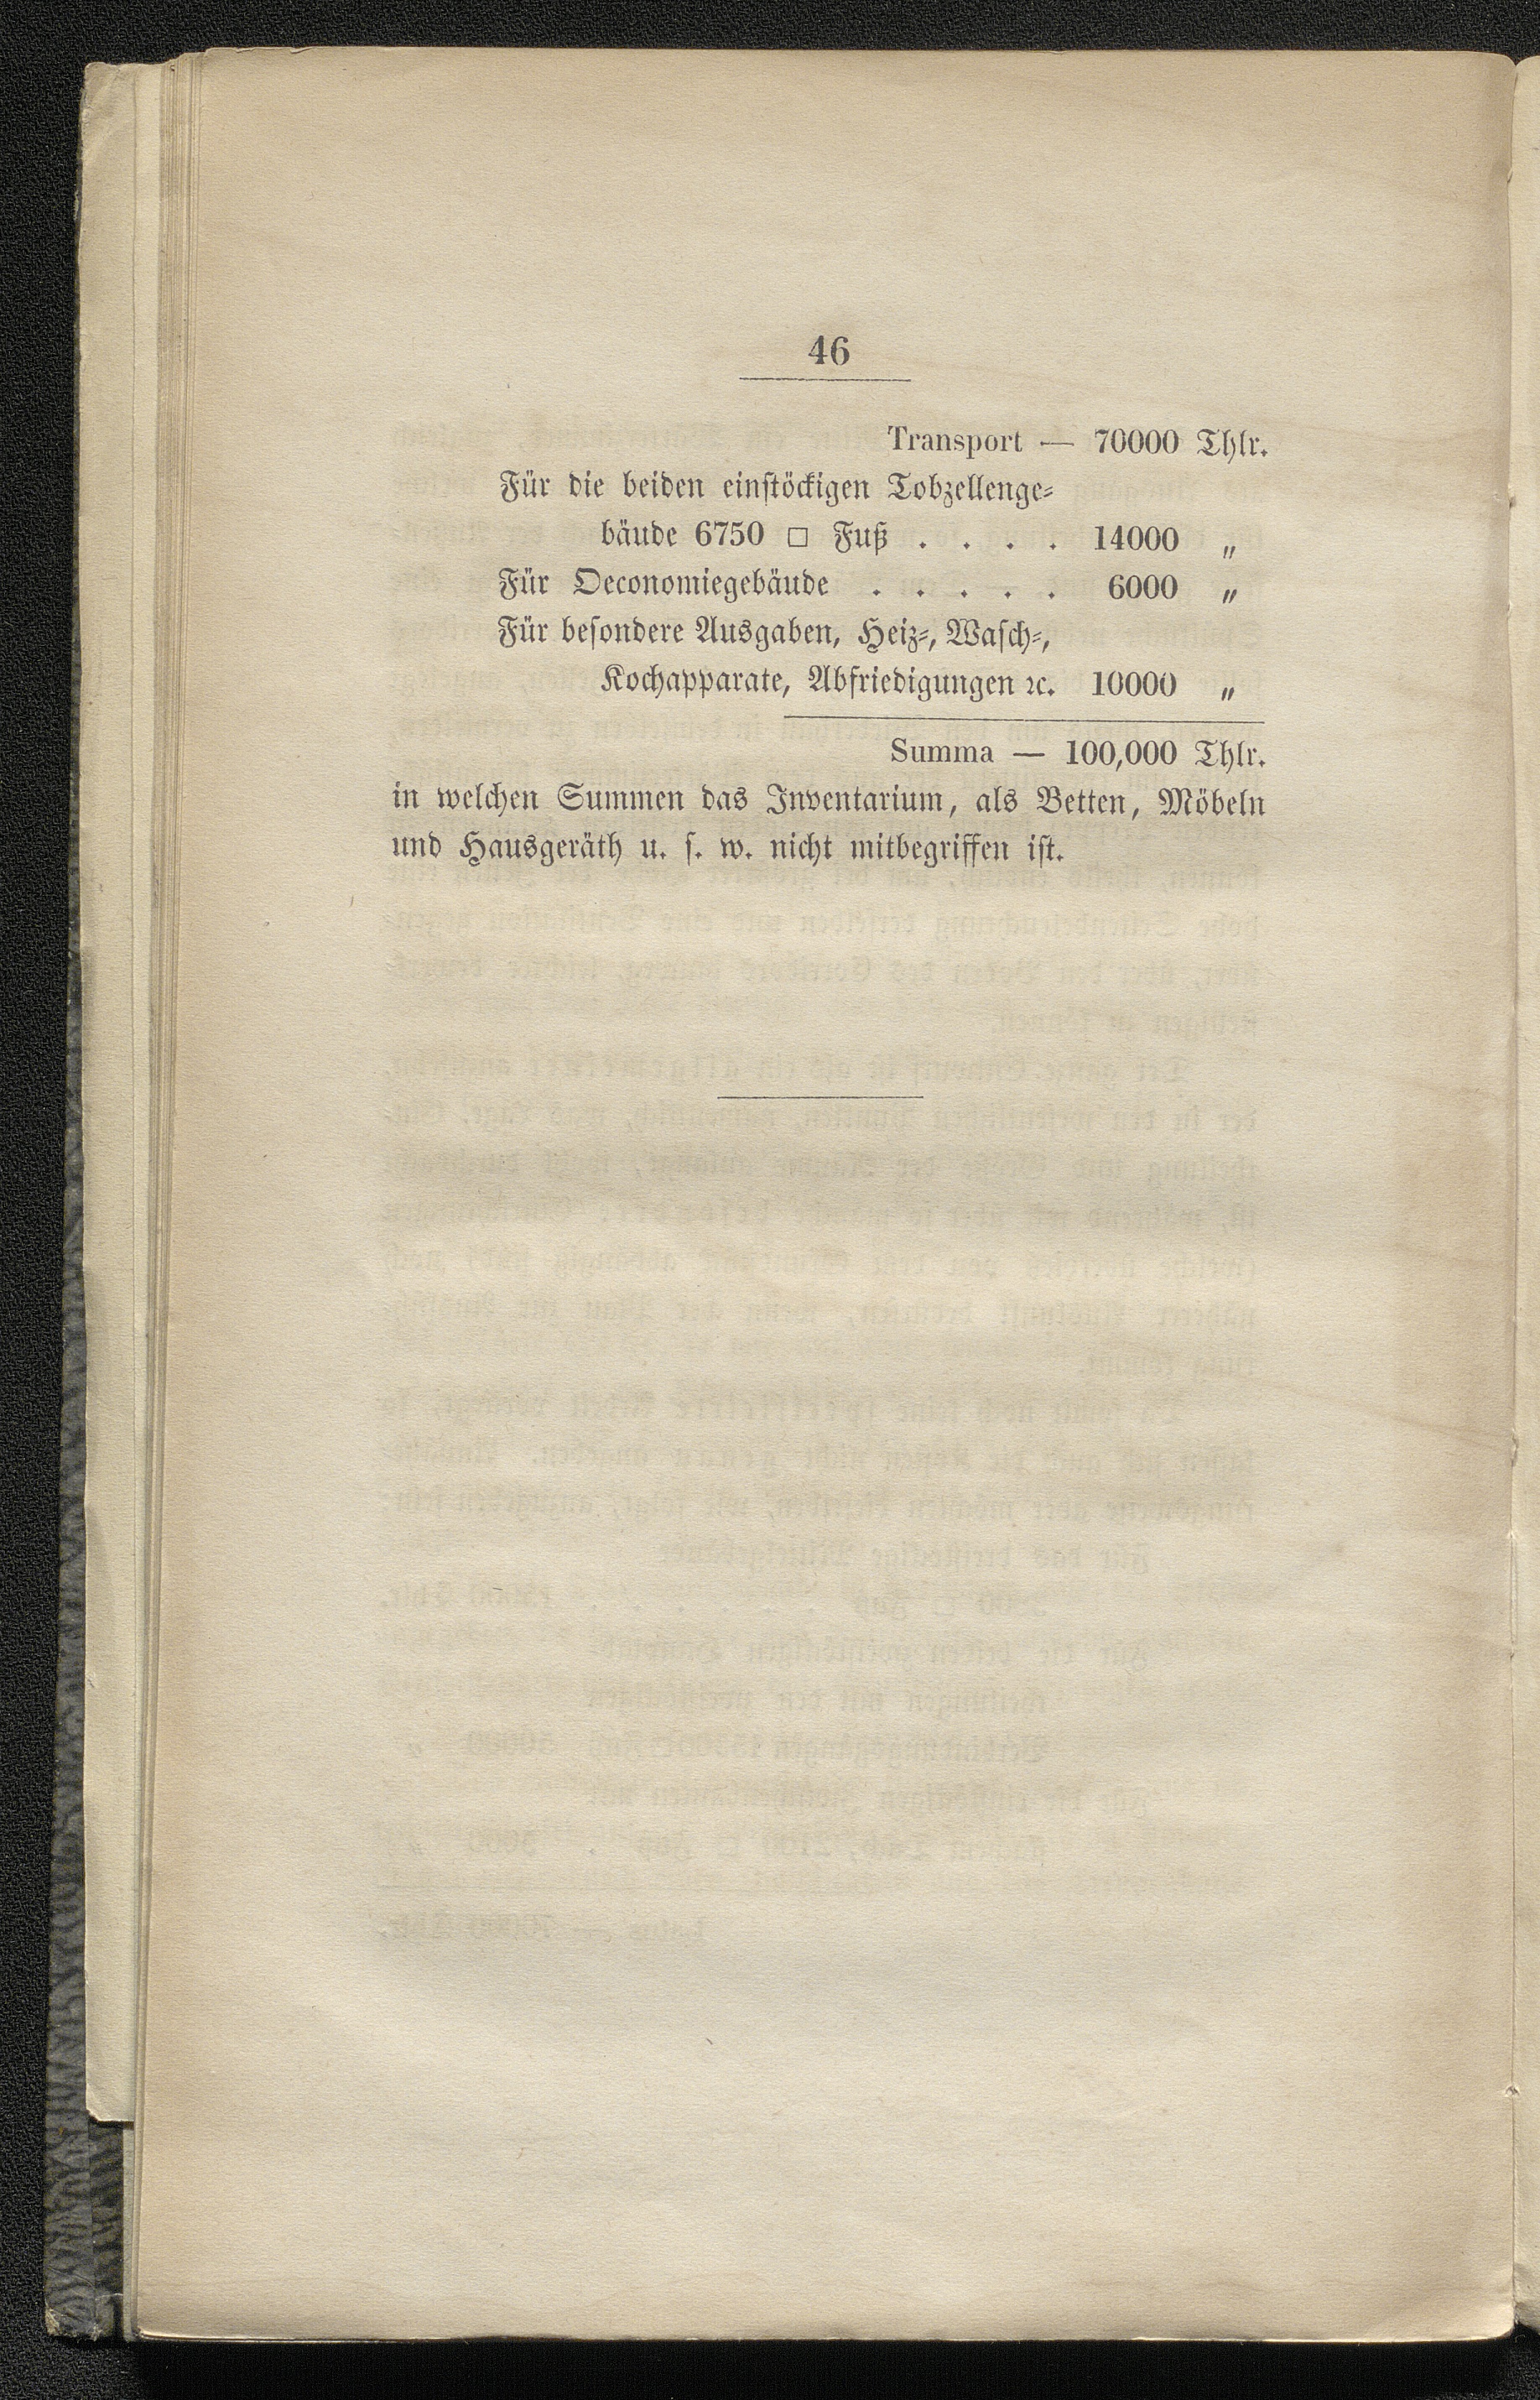 46
Transport — 70000 Thlr.
Für die beiden einstöckigen Tobzellenge⸗
bäude 6750 □ Fuß . . . . 14000 „
Für Oeconomiegebäude . . . . . 6000 „
Für besondere Ausgaben, Heiz⸗, Wasch⸗,
Kochapparate, Abfriedigungen ꝛc. 10000 „
Summa — 100,000 Thlr.
in welchen Summen das Inventarium, als Betten, Möbeln
und Hausgeräth u. s. w. nicht mitbegriffen ist.